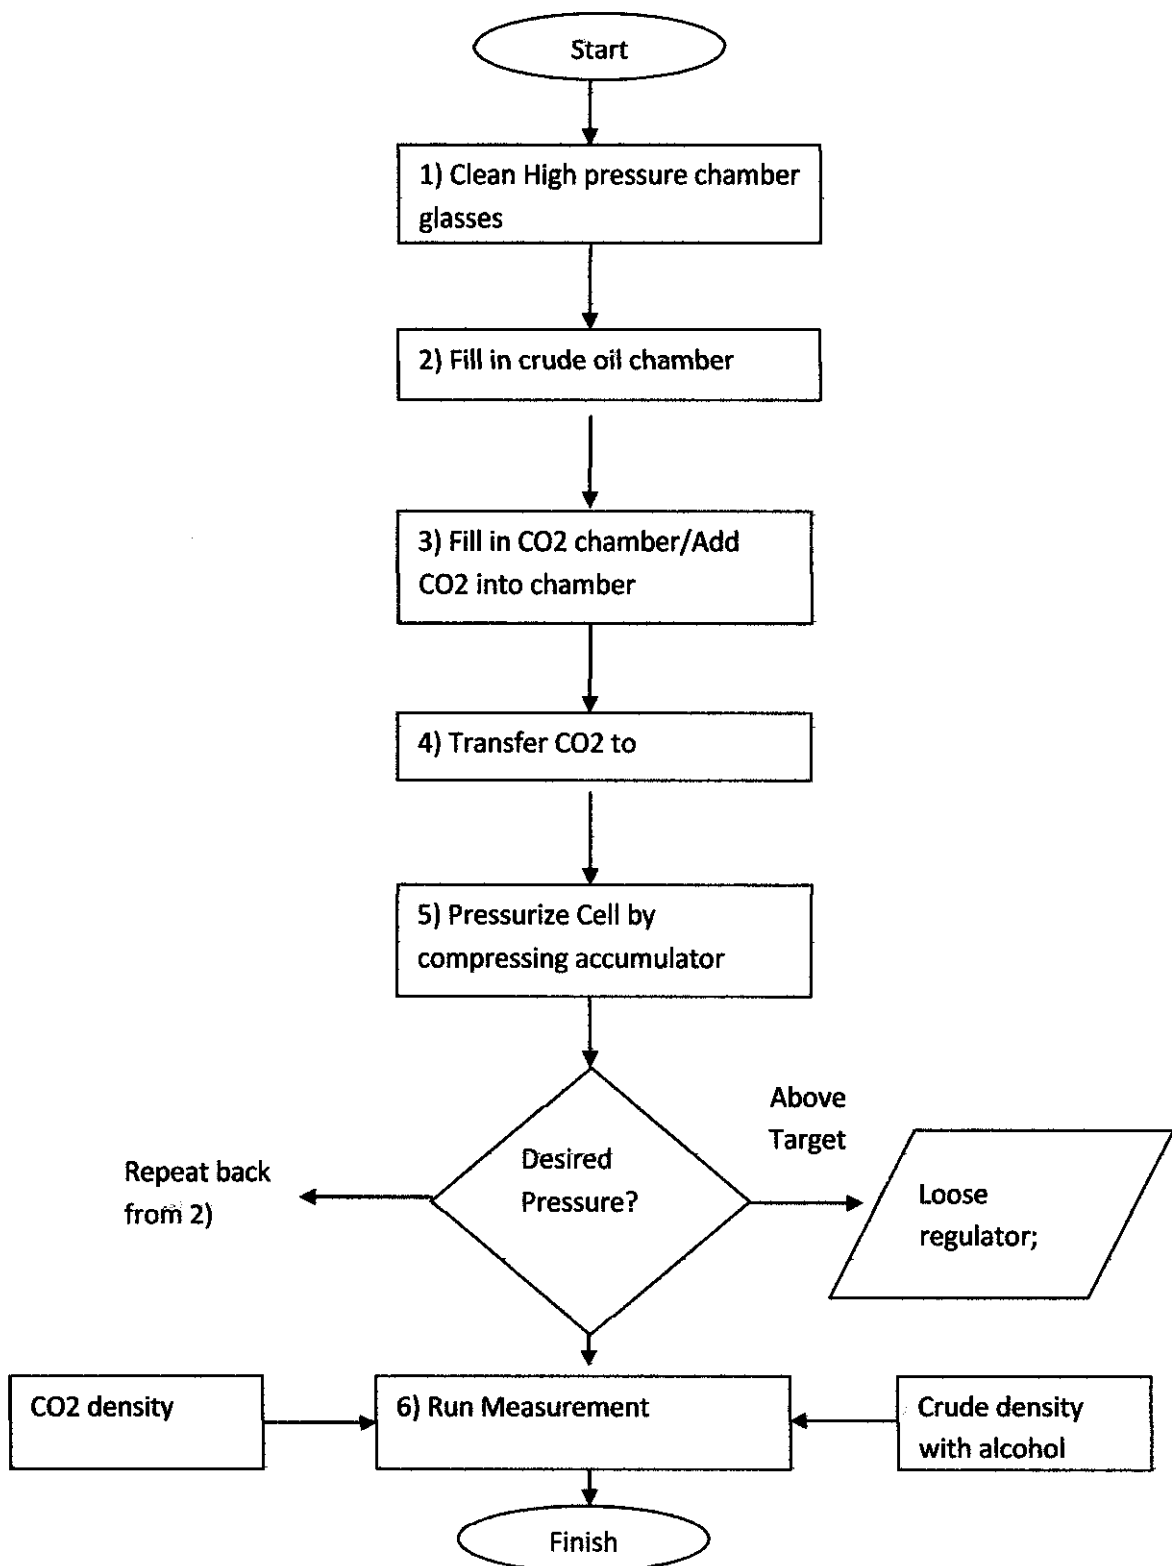 Start
1) Clean High pressure chamber
glasses
2) Fill in crude oil chamber
3) Fill in CO2 chamber/Add
CO2 into chamber
4) Transfer CO2 to
5) Pressurize Cell by
compressing accumulator
Above
Target
Desired
Pressure?
Repeat back
from 2)
Loose
regulator;
CO2 density
6) Run Measurement
Crude density
with alcohol
Finish